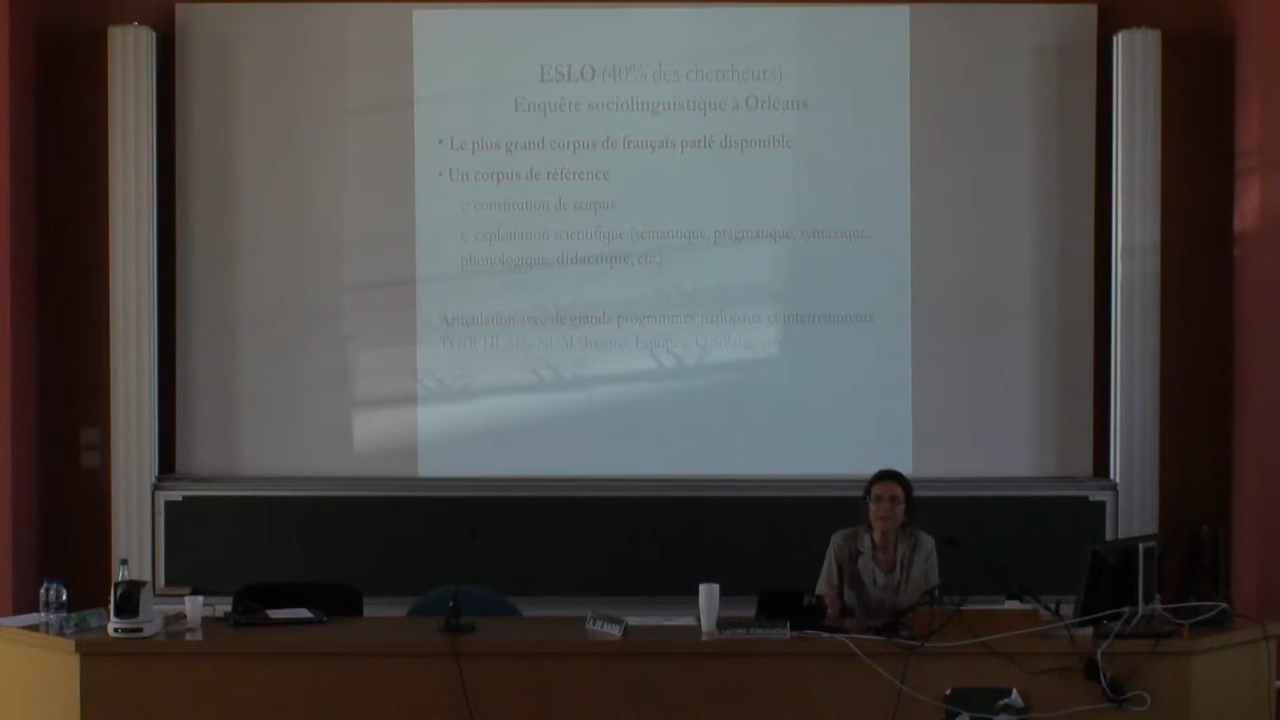 ESLO (40% des chercheurs)
Enquête sociolinguistique à Orléans
• Le plus grand corpus de français parlé disponible
• Un corpus de référence
o constitution de corpus
o exploitation scientifique (sémantique, pragmatique, syntaxique,
phonologique, didactique, etc.)
Articulation avec de grands programmes nationaux et internationaux